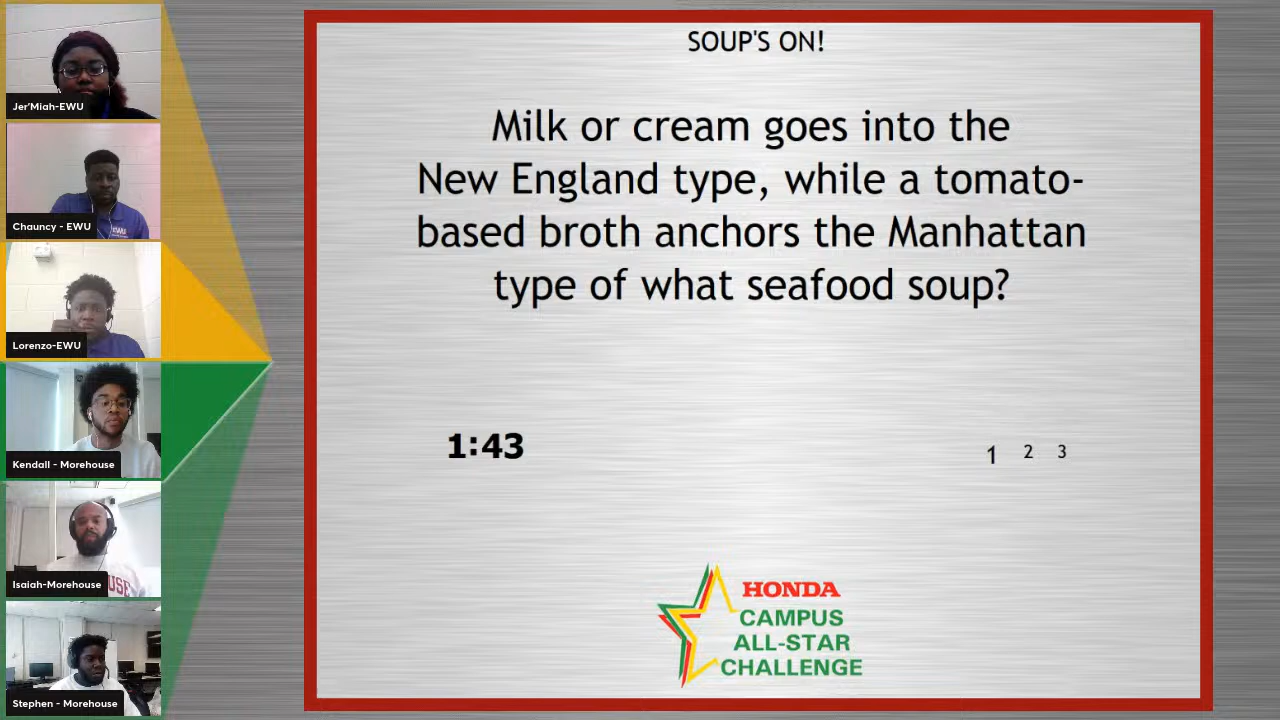 SOUP'S ON!
Milk or cream goes into the
New England type, while a tomato-
based broth anchors the Manhattan
type of what seafood soup?
1:43
1 2 3
HONDA
CAMPUS
ALL-STAR
CHALLENGE
Jer'Miah-EWU
Chauncy - EWU
EWU
Lorenzo-EWU
Kendall - Morehouse
Isaiah-Morehouse
USE
Stephen - Morehouse